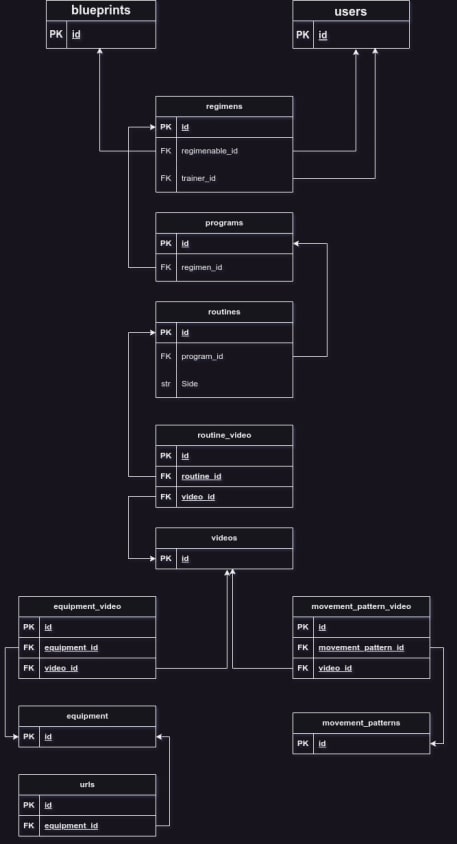 blueprints
PK id
users
PK id
regimens
PK id
FK regimenable_id
FK trainer_id
programs
PK id
FK regimen_id
routines
PK id
FK program_id
str Side
routine_video
PK id
FK routine_id
FK video_id
videos
PK id
equipment_video
PK id
FK equipment_id
FK video_id
movement_pattern_video
PK id
FK movement_pattern_id
FK video_id
equipment
PK id
movement_patterns
PK id
urls
PK id
FK equipment_id